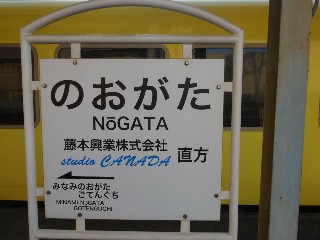 のおがた
NōGATA
藤本興業株式会社
studio CANADA 直方
みなみのおがた
ごてんぐち
MINAMI NōGATA
GOTENGUCHI